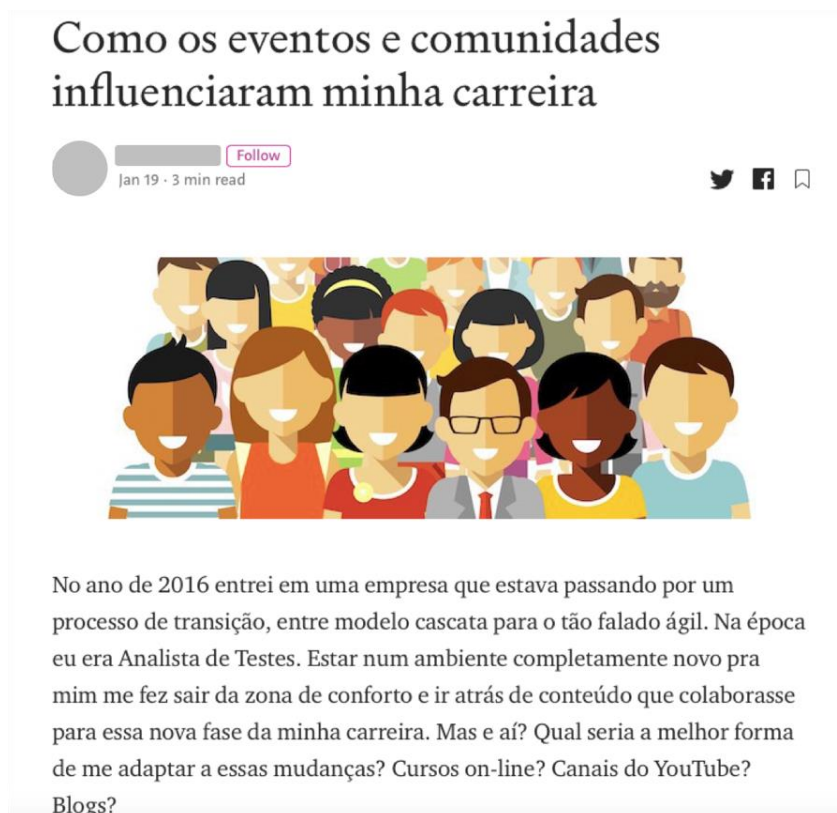 Como os eventos e comunidades
influenciaram minha carreira
Follow
Jan 19 · 3 min read
No ano de 2016 entrei em uma empresa que estava passando por um
processo de transição, entre modelo cascata para o tão falado ágil. Na época
eu era Analista de Testes. Estar num ambiente completamente novo pra
mim me fez sair da zona de conforto e ir atrás de conteúdo que colaborasse
para essa nova fase da minha carreira. Mas e aí? Qual seria a melhor forma
de me adaptar a essas mudanças? Cursos on-line? Canais do YouTube?
Blogs?